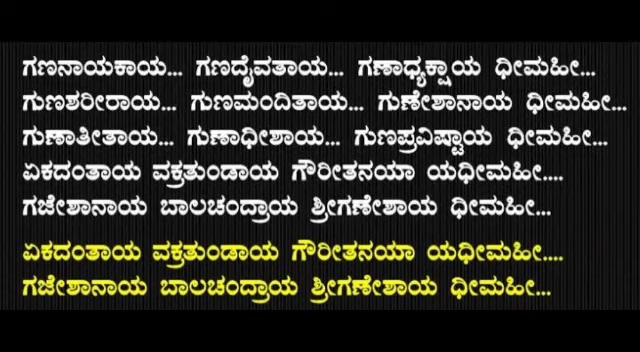 ಗಣನಾಯಕಾಯ... ಗಣದೈವತಾಯ... ಗಣಾಧ್ಯಕ್ಷಾಯ ಧೀಮಹೀ...
ಗುಣಶರೀರಾಯ... ಗುಣಮಂದಿತಾಯ... ಗುಣೇಶಾನಾಯ ಧೀಮಹೀ...
ಗುಣಾತೀತಾಯ... ಗುಣಾಧೀಶಾಯ... ಗುಣಪ್ರವಿಷ್ಟಾಯ ಧೀಮಹೀ...
ಏಕದಂತಾಯ ವಕ್ರತುಂಡಾಯ ಗೌರೀತನಯಾ ಯಧೀಮಹೀ....
ಗಜೇಶಾನಾಯ ಬಾಲಚಂದ್ರಾಯ ಶ್ರೀಗಣೇಶಾಯ ಧೀಮಹೀ...
ಏಕದಂತಾಯ ವಕ್ರತುಂಡಾಯ ಗೌರೀತನಯಾ ಯಧೀಮಹೀ....
ಗಜೇಶಾನಾಯ ಬಾಲಚಂದ್ರಾಯ ಶ್ರೀಗಣೇಶಾಯ ಧೀಮಹೀ...